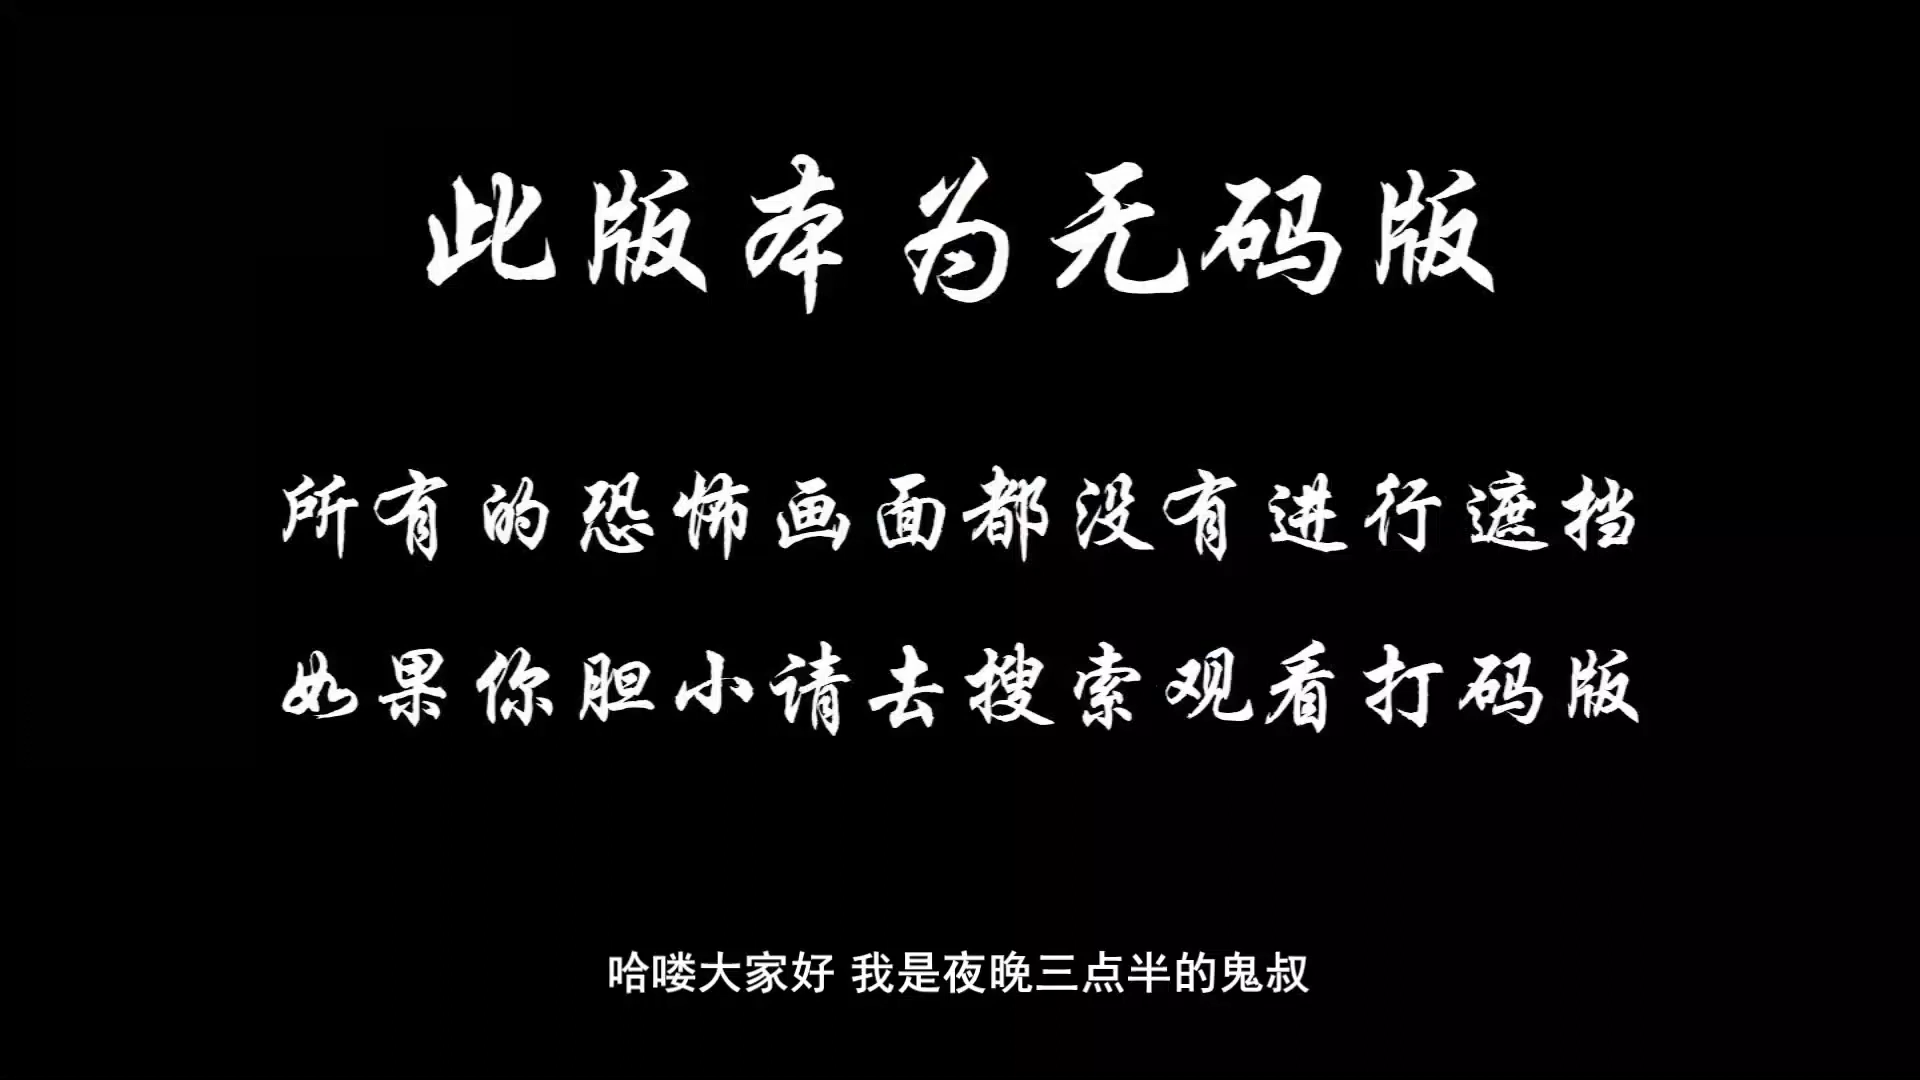 此版本为无码版
所有的恐怖画面都没有进行遮挡
如果你胆小请去搜索观看打码版
哈喽大家好 我是夜晚三点半的鬼叔